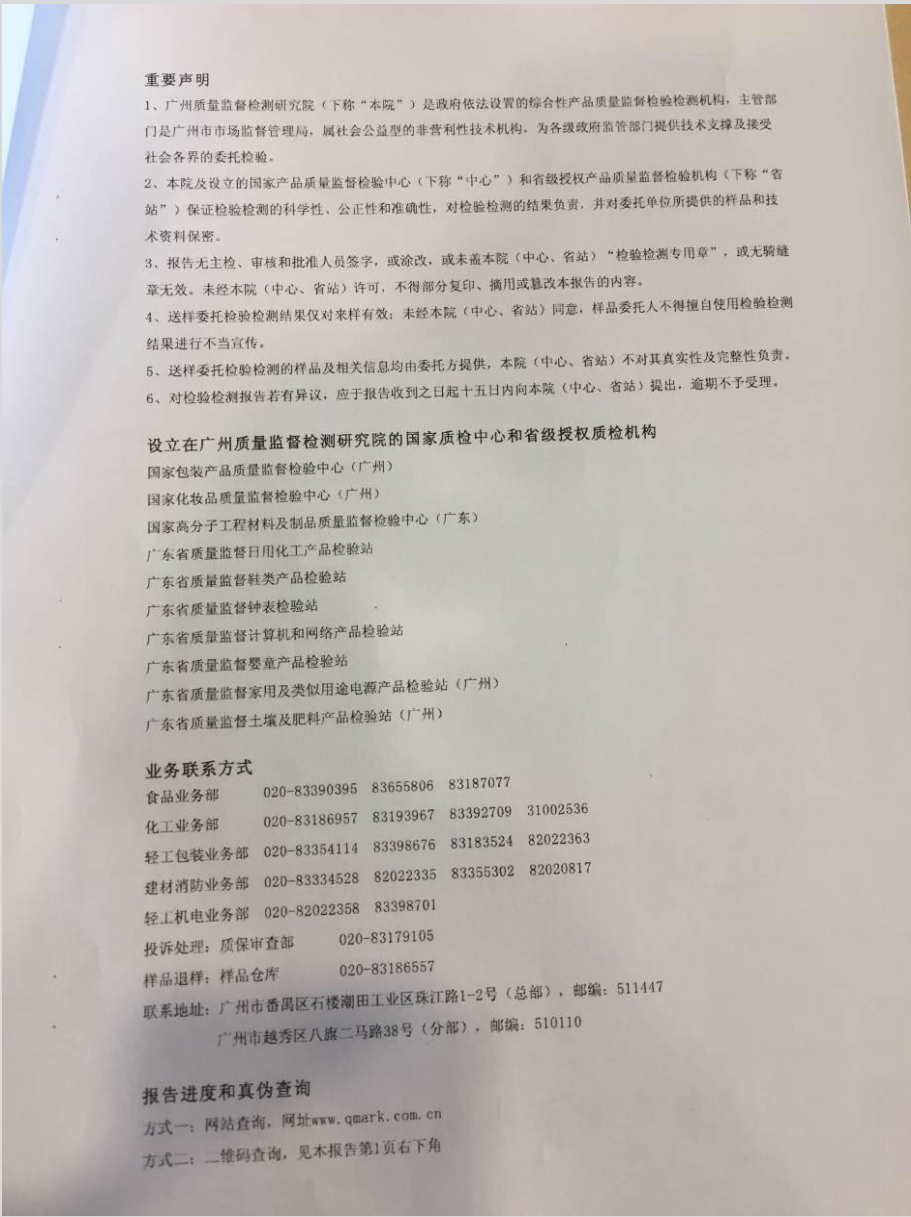 重要声明
1、广州质量监督检测研究院（下称“本院”）是政府依法设置的综合性产品质量监督检验检测机构，主管部
门是广州市市场监督管理局，属社会公益型的非营利性技术机构，为各级政府监管部门提供技术支撑及接受
社会各界的委托检验。
2、本院及设立的国家产品质量监督检验中心（下称“中心”）和省级授权产品质量监督检验机构（下称“省
站”）保证检验检测的科学性、公正性和准确性，对检验检测的结果负责，并对委托单位所提供的样品和技
术资料保密。
3、报告无主检、审核和批准人员签字，或涂改，或未盖本院（中心、省站）“检验检测专用章”，或无骑缝
章无效。未经本院（中心、省站）许可，不得部分复印、摘用或篡改本报告的内容。
4、送样委托检验检测结果仅对来样有效；未经本院（中心、省站）同意，样品委托人不得擅自使用检验检测
结果进行不当宣传。
5、送样委托检验检测的样品及相关信息均由委托方提供，本院（中心、省站）不对其真实性及完整性负责。
6、对检验检测报告若有异议，应于报告收到之日起十五日内向本院（中心、省站）提出，逾期不予受理。
设立在广州质量监督检测研究院的国家质检中心和省级授权质检机构
国家包装产品质量监督检验中心（广州）
国家化妆品质量监督检验中心（广州）
国家高分子工程材料及制品质量监督检验中心（广东）
广东省质量监督日用化工产品检验站
广东省质量监督鞋类产品检验站
广东省质量监督钟表检验站
广东省质量监督计算机和网络产品检验站
广东省质量监督婴童产品检验站
广东省质量监督家用及类似用途电源产品检验站（广州）
广东省质量监督土壤及肥料产品检验站（广州）
业务联系方式
食品业务部 020-83390395 83655806 83187077
化工业务部 020-83186957 83193967 83392709 31002536
轻工包装业务部 020-83354114 83398676 83183524 82022363
建材消防业务部 020-83334528 82022335 83355302 82020817
轻工机电业务部 020-82022358 83398701
投诉处理：质保审查部 020-83179105
样品退样：样品仓库 020-83186557
联系地址：广州市番禺区石楼潮田工业区珠江路1-2号（总部），邮编：511447
广州市越秀区八旗二马路38号（分部），邮编：510110
报告进度和真伪查询
方式一：网站查询，网址www.qmark.com.cn
方式二：二维码查询，见本报告第1页右下角